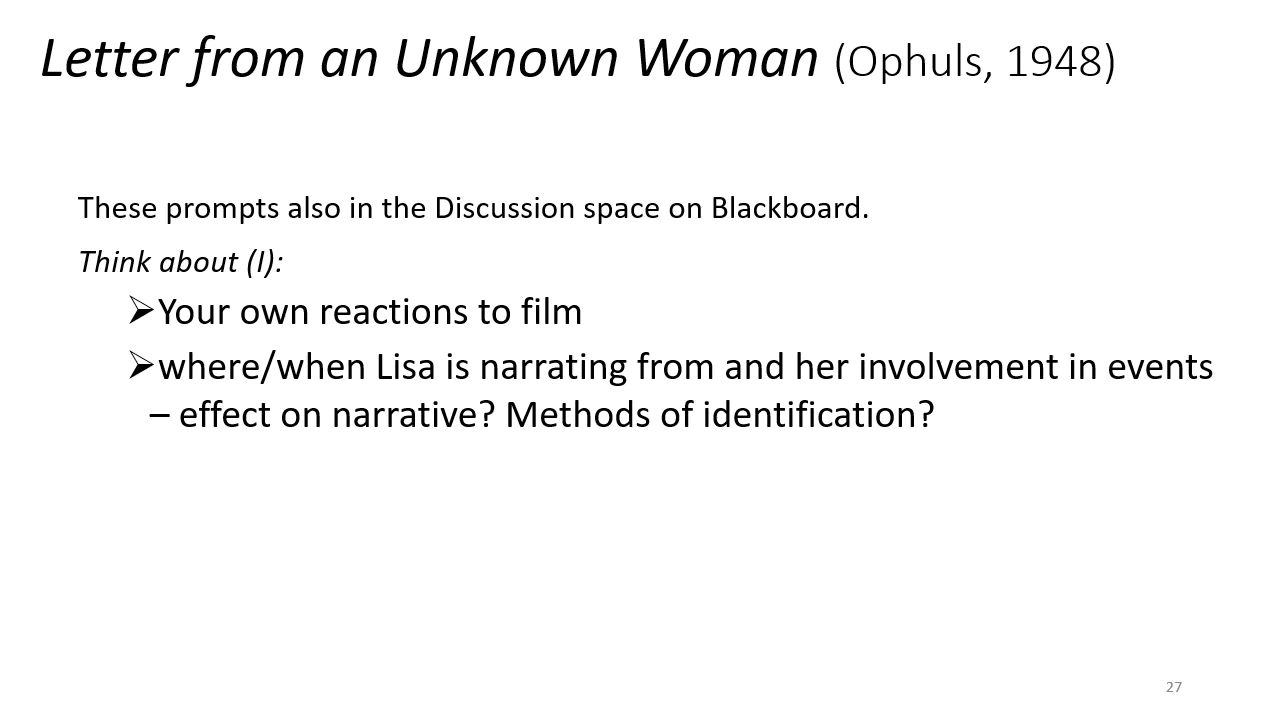 Letter from an Unknown Woman (Ophuls, 1948)
These prompts also in the Discussion space on Blackboard.
Think about (I):
➢Your own reactions to film
➢where/when Lisa is narrating from and her involvement in events
– effect on narrative? Methods of identification?
27